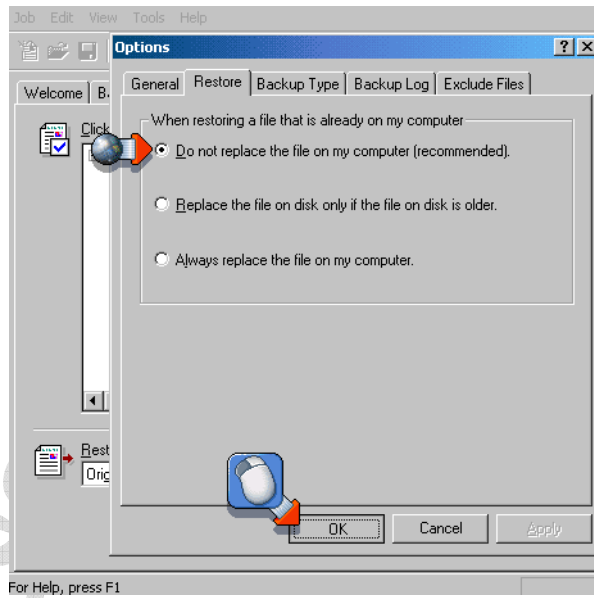 Job Edit View Tools Help
Options
General Restore Backup Type Backup Log Exclude Files
Welcome B
Click
When restoring a file that is already on my computer
Do not replace the file on my computer (recommended).
Replace the file on disk only if the file on disk is older.
Always replace the file on my computer.
Rest
Orig
OK Cancel Apply
For Help, press F1